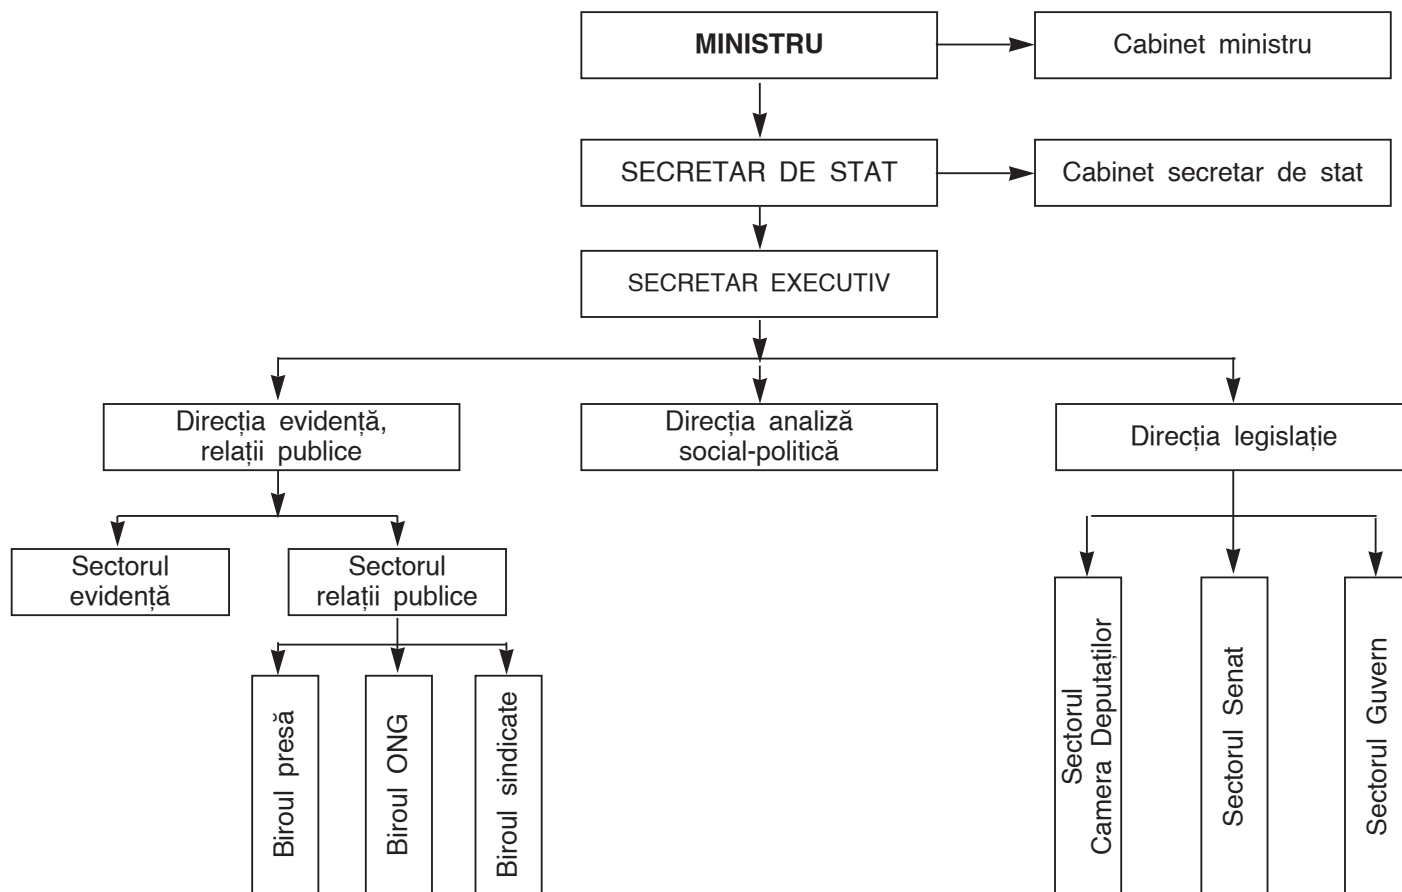 MINISTRU
Cabinet ministru
SECRETAR DE STAT
Cabinet secretar de stat
SECRETAR EXECUTIV
Direcția evidență,
relații publice
Direcția analiză
social-politică
Direcția legislație
Sectorul
evidență
Sectorul
relații publice
Biroul presă
Biroul ONG
Biroul sindicate
Sectorul
Camera Deputaților
Sectorul Senat
Sectorul Guvern